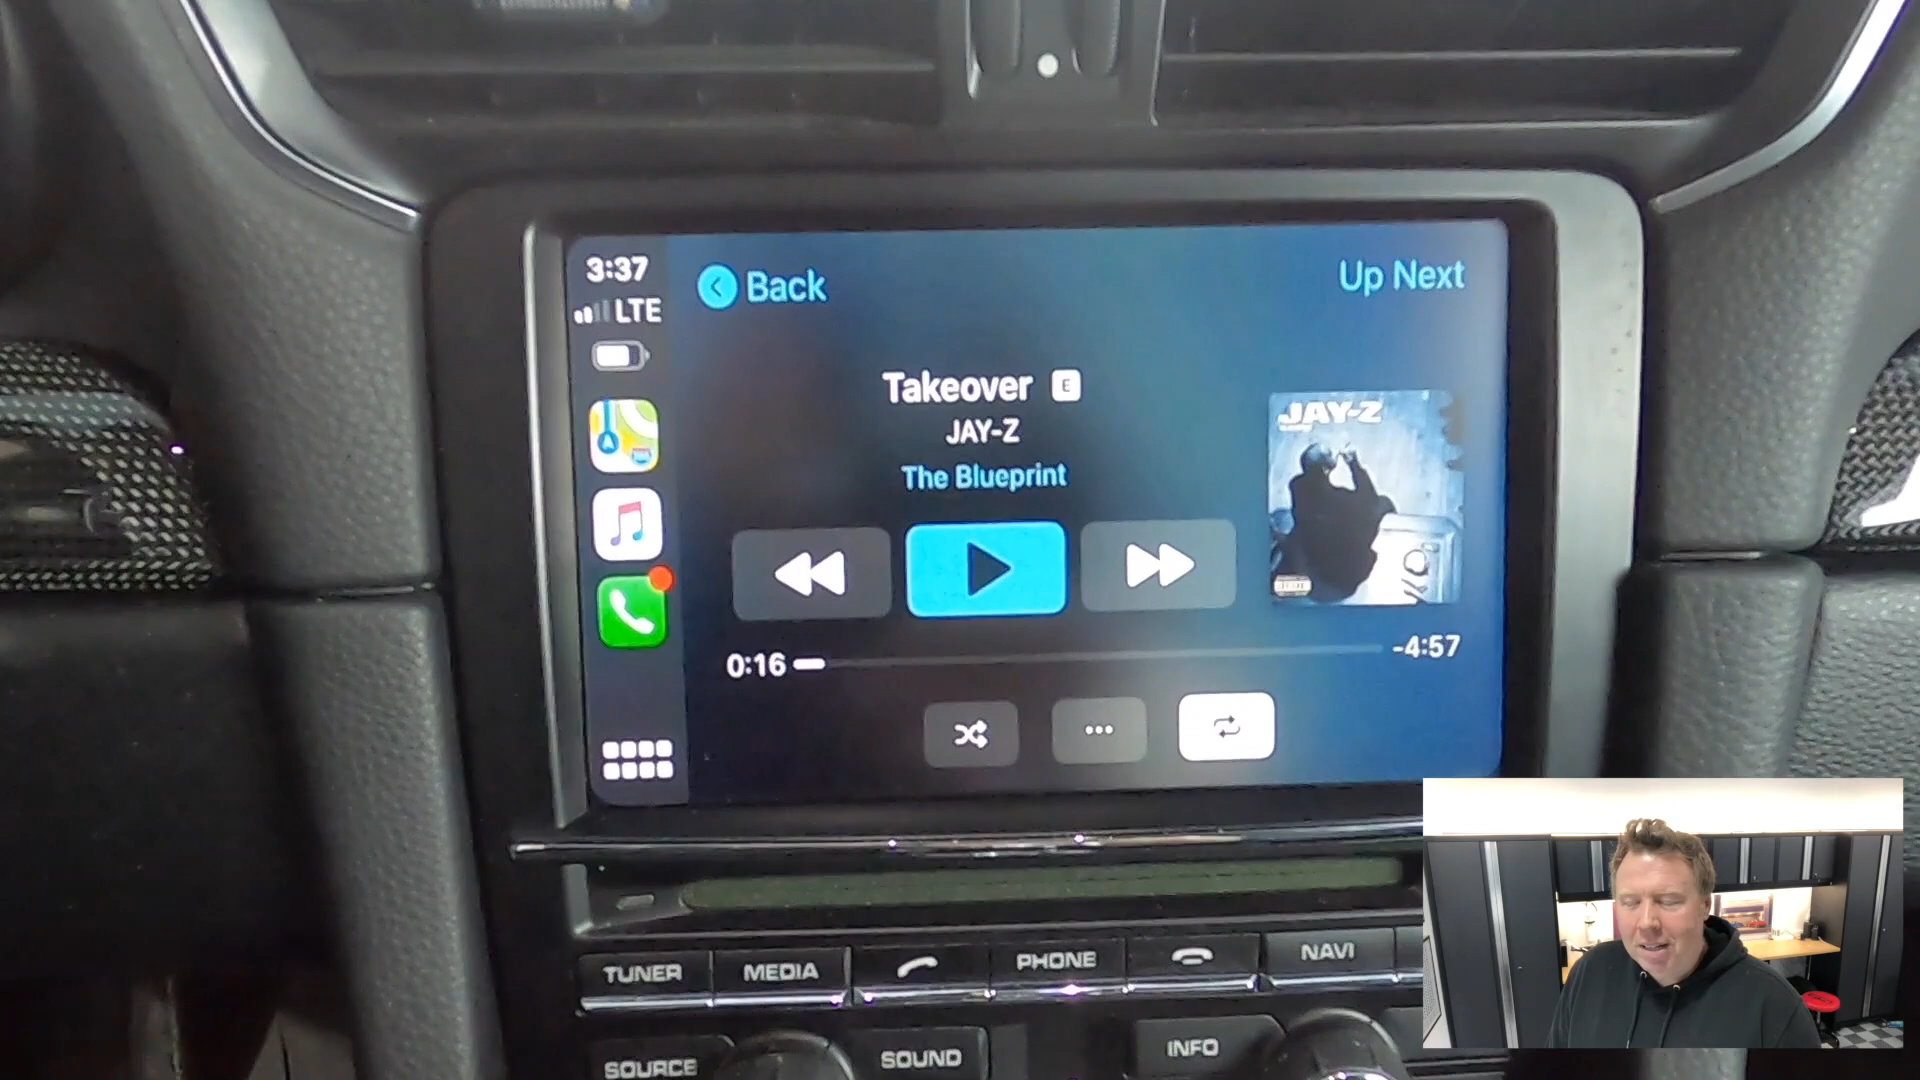 3:37
LTE
Back
Up Next
Takeover E
JAY-Z
The Blueprint
JAY-Z
0:16
-4:57
TUNER
MEDIA
PHONE
NAVI
SOURCE
SOUND
INFO